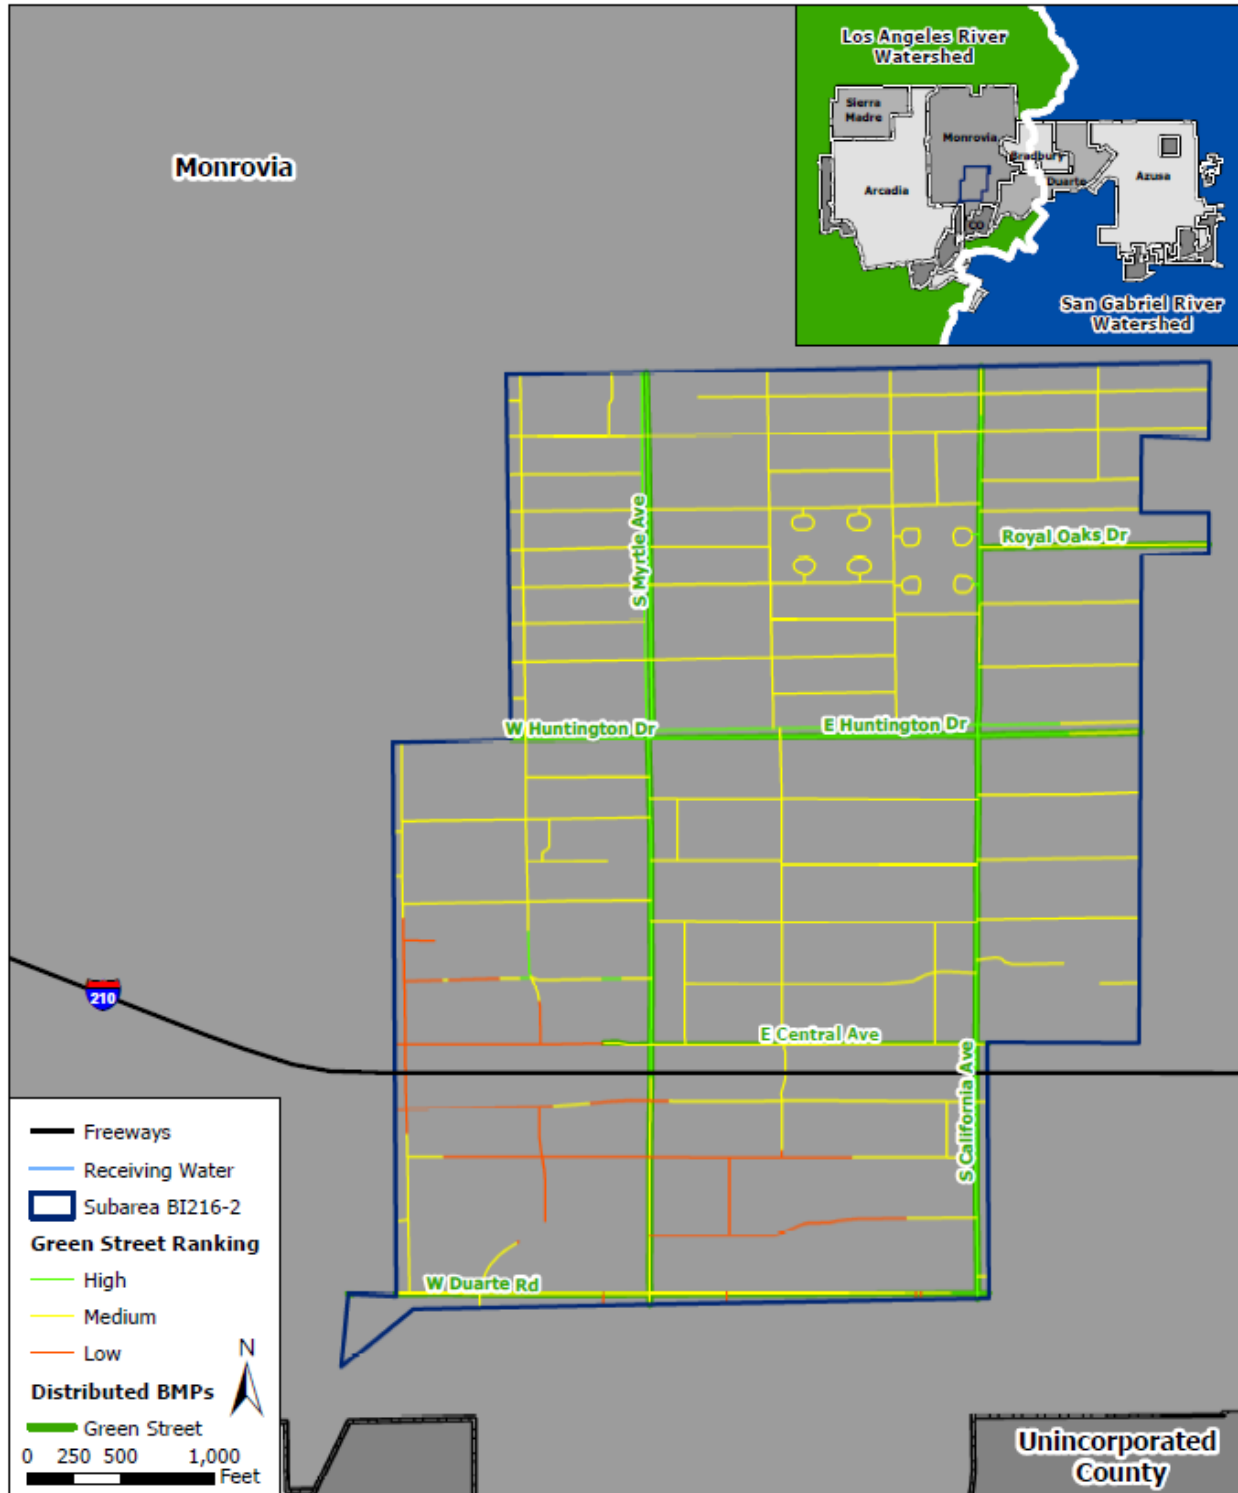 Los Angeles River
Watershed
Sierra
Madre
Monrovia
Bradbury
Arcadia
Duarte
Azusa
CO
San Gabriel River
Watershed
Monrovia
S Myrtle Ave
Royal Oaks Dr
W Huntington Dr
E Huntington Dr
210
E Central Ave
S California Ave
W Duarte Rd
Freeways
Receiving Water
Subarea BI216-2
Green Street Ranking
High
Medium
Low
N
Distributed BMPs
Green Street
0 250 500 1,000
Feet
Unincorporated
County